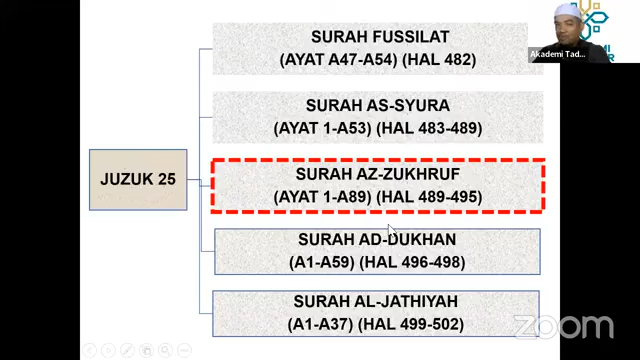 SURAH FUSSILAT
(AYAT A47-A54) (HAL 482)
Akademi Tad...
SURAH AS-SYURA
(AYAT 1-A53) (HAL 483-489)
JUZUK 25
SURAH AZ-ZUKHRUF
(AYAT 1-A89) (HAL 489-495)
SURAH AD-DUKHAN
(A1-A59) (HAL 496-498)
SURAH AL-JATHIYAH
(A1-A37) (HAL 499-502)
zoom